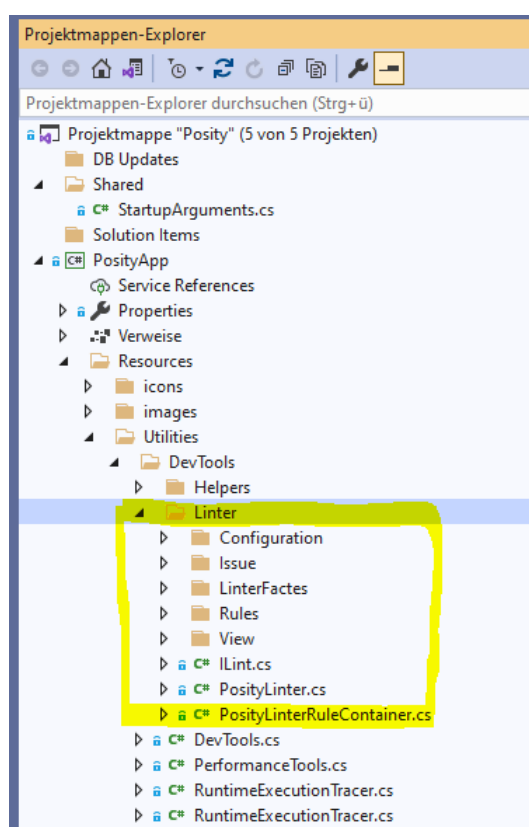 Projektmappen-Explorer
Projektmappen-Explorer durchsuchen (Strg+ü)
Projektmappe "Posity" (5 von 5 Projekten)
DB Updates
Shared
C# StartupArguments.cs
Solution Items
C# PosityApp
Service References
Properties
Verweise
Resources
icons
images
Utilities
DevTools
Helpers
Linter
Configuration
Issue
LinterFactes
Rules
View
C# ILint.cs
C# PosityLinter.cs
C# PosityLinterRuleContainer.cs
C# DevTools.cs
C# PerformanceTools.cs
C# RuntimeExecutionTracer.cs
C# RuntimeExecutionTracer.cs